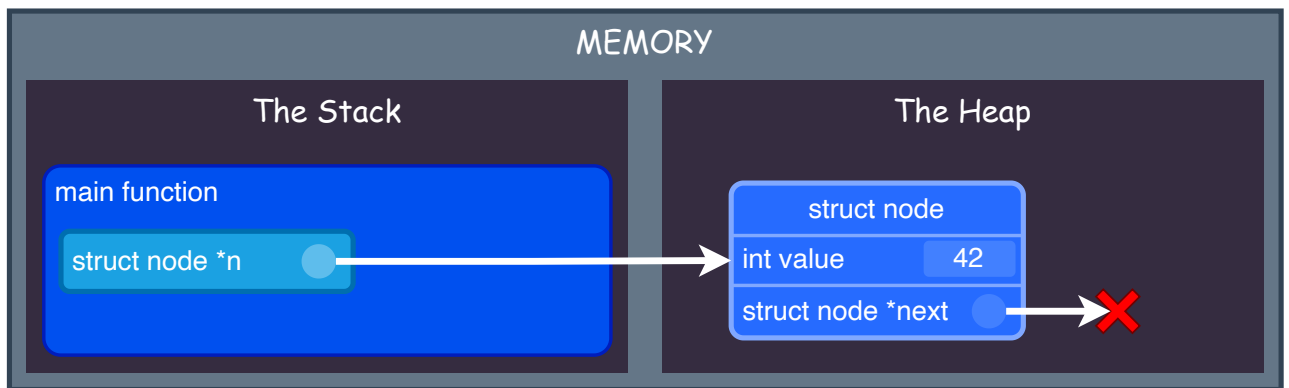 MEMORY
The Stack
The Heap
main function
struct node *n
struct node
int value 42
struct node *next